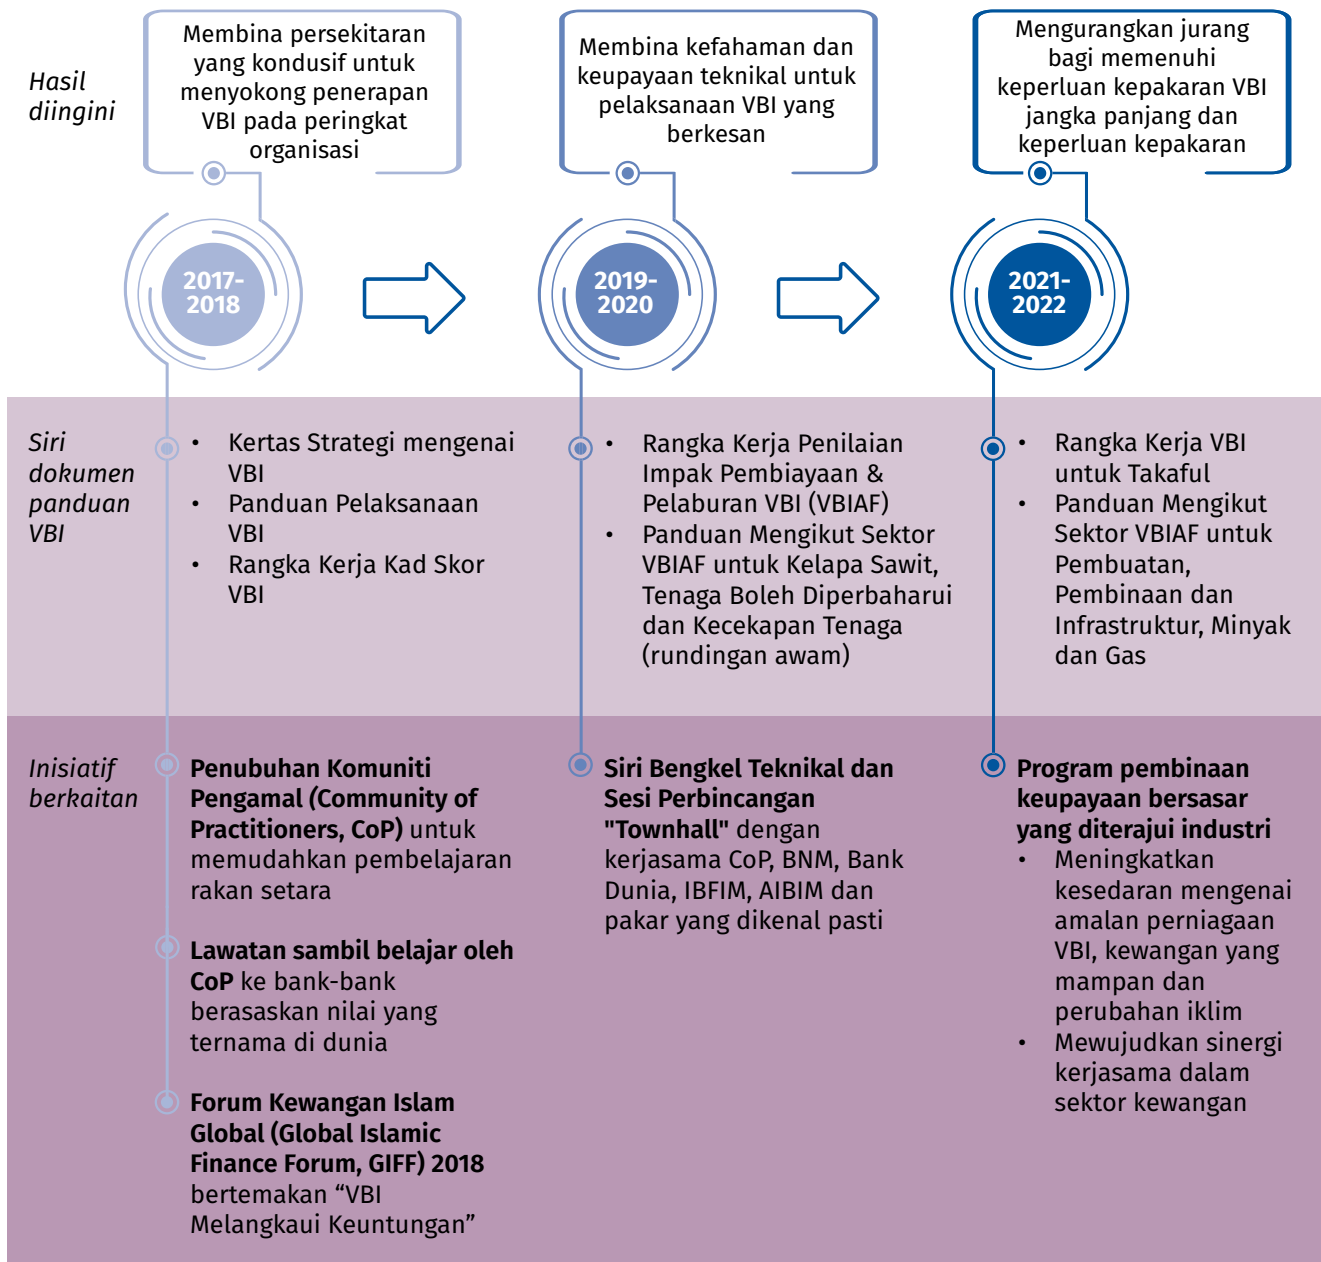 Hasil
diingini
Membina persekitaran
yang kondusif untuk
menyokong penerapan
VBI pada peringkat
organisasi
Membina kefahaman dan
keupayaan teknikal untuk
pelaksanaan VBI yang
berkesan
Mengurangkan jurang
bagi memenuhi
keperluan kepakaran VBI
jangka panjang dan
keperluan kepakaran
2017-
2018
2019-
2020
2021-
2022
Siri
dokumen
panduan
VBI
• Kertas Strategi mengenai
VBI
• Panduan Pelaksanaan
VBI
• Rangka Kerja Kad Skor
VBI
• Rangka Kerja Penilaian
Impak Pembiayaan &
Pelaburan VBI (VBIAF)
• Panduan Mengikut Sektor
VBIAF untuk Kelapa Sawit,
Tenaga Boleh Diperbaharui
dan Kecekapan Tenaga
(rundingan awam)
• Rangka Kerja VBI
untuk Takaful
• Panduan Mengikut
Sektor VBIAF untuk
Pembuatan,
Pembinaan dan
Infrastruktur, Minyak
dan Gas
Inisiatif
berkaitan
Penubuhan Komuniti
Pengamal (Community of
Practitioners, CoP) untuk
memudahkan pembelajaran
rakan setara
Lawatan sambil belajar oleh
CoP ke bank-bank
berasaskan nilai yang
ternama di dunia
Forum Kewangan Islam
Global (Global Islamic
Finance Forum, GIFF) 2018
bertemakan “VBI
Melangkaui Keuntungan”
Siri Bengkel Teknikal dan
Sesi Perbincangan
"Townhall" dengan
kerjasama CoP, BNM, Bank
Dunia, IBFIM, AIBIM dan
pakar yang dikenal pasti
Program pembinaan
keupayaan bersasar
yang diterajui industri
• Meningkatkan
kesedaran mengenai
amalan perniagaan
VBI, kewangan yang
mampan dan
perubahan iklim
• Mewujudkan sinergi
kerjasama dalam
sektor kewangan